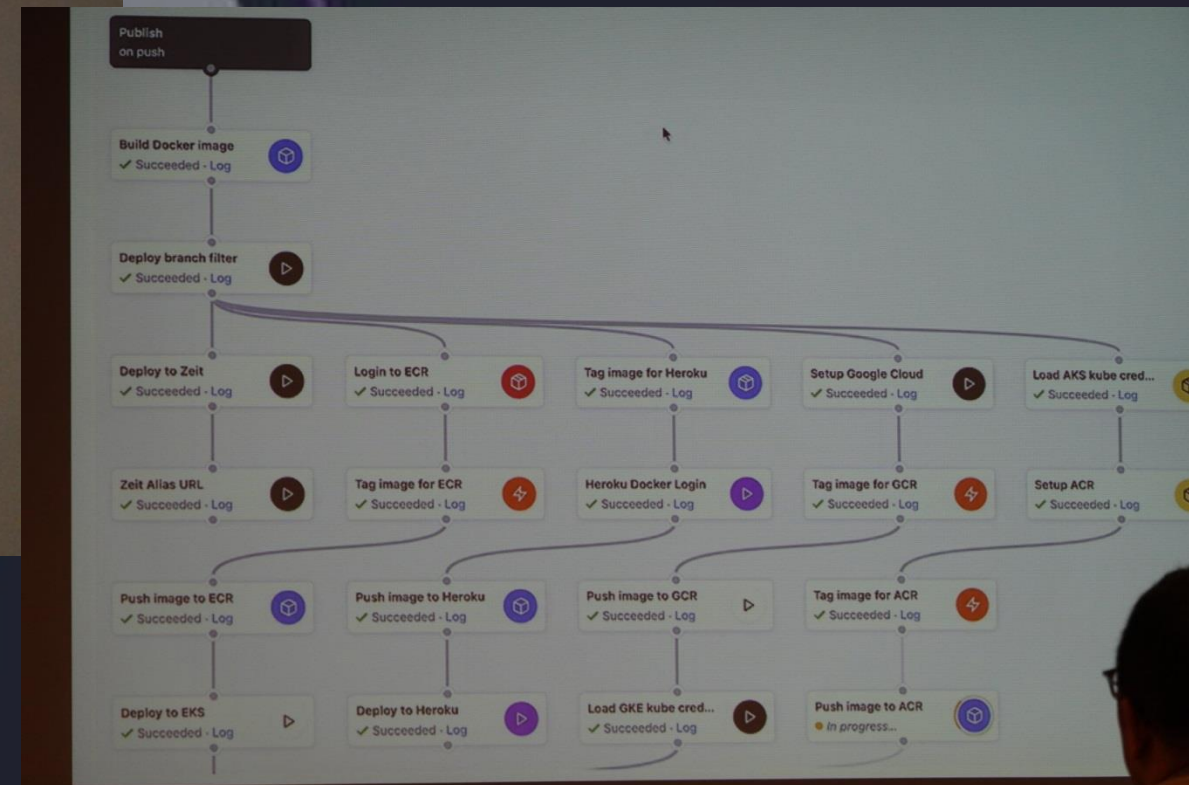 Publish
on push
Build Docker image
✓ Succeeded - Log
Deploy branch filter
✓ Succeeded - Log
Deploy to Zeit
✓ Succeeded - Log
Login to ECR
✓ Succeeded - Log
Tag image for Heroku
✓ Succeeded - Log
Setup Google Cloud
✓ Succeeded - Log
Load AKS kube cred...
✓ Succeeded - Log
Zeit Alias URL
✓ Succeeded - Log
Tag image for ECR
✓ Succeeded - Log
Heroku Docker Login
✓ Succeeded - Log
Tag image for GCR
✓ Succeeded - Log
Setup ACR
✓ Succeeded - Log
Push image to ECR
✓ Succeeded - Log
Push image to Heroku
✓ Succeeded - Log
Push image to GCR
✓ Succeeded - Log
Tag image for ACR
✓ Succeeded - Log
Deploy to EKS
✓ Succeeded - Log
Deploy to Heroku
✓ Succeeded - Log
Load GKE kube cred...
✓ Succeeded - Log
Push image to ACR
In progress...